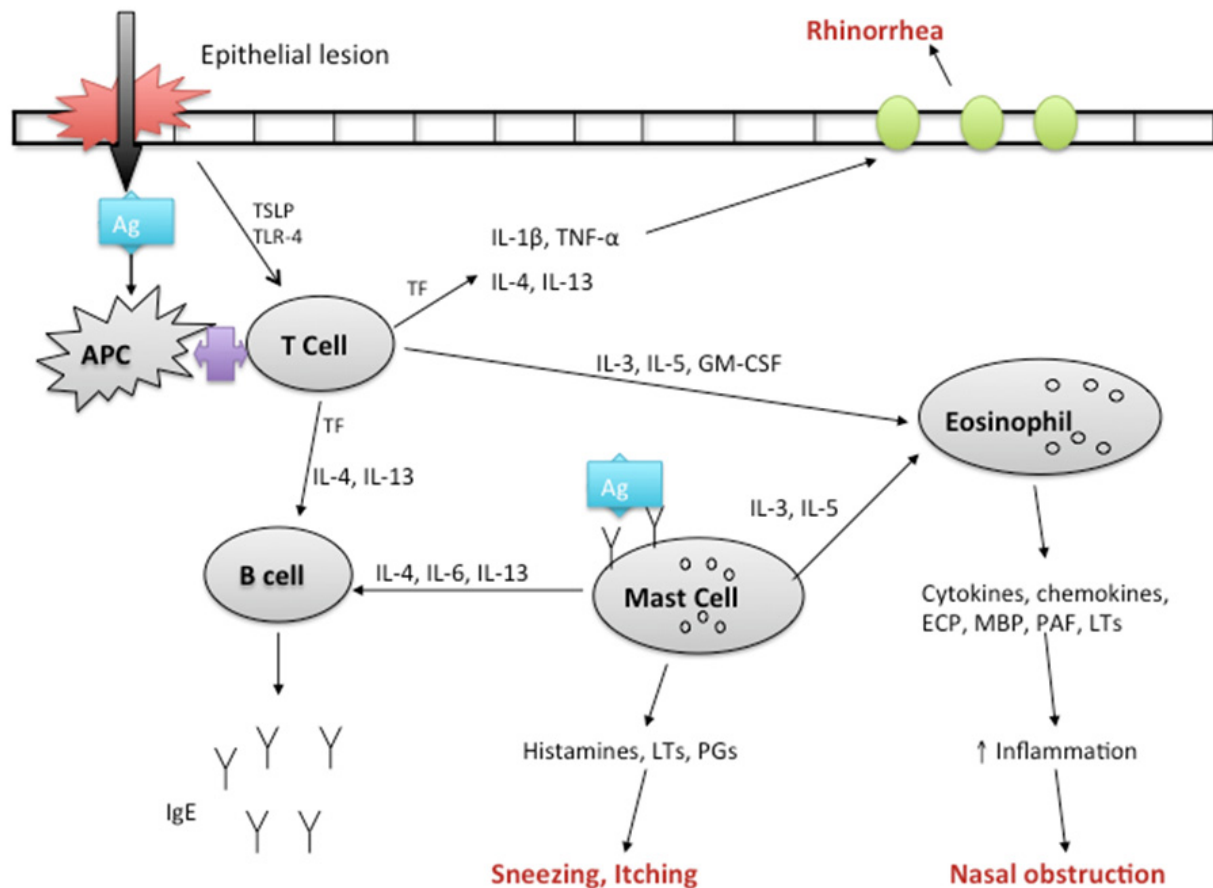 Rhinorrhea
Epithelial lesion
Ag
TSLP
TLR-4
IL-1β, TNF-α
TF
IL-4, IL-13
APC
T Cell
IL-3, IL-5, GM-CSF
Eosinophil
TF
IL-4, IL-13
Ag
IL-3, IL-5
B cell
IL-4, IL-6, IL-13
Mast Cell
Cytokines, chemokines,
ECP, MBP, PAF, LTs
Histamines, LTs, PGs
↑ Inflammation
IgE
Sneezing, Itching
Nasal obstruction